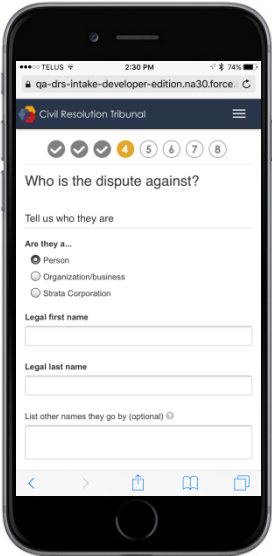 TELUS 2:30 PM 74%
qa-drs-intake-developer-edition.na30.force.
Civil Resolution Tribunal
4 5 6 7 8
Who is the dispute against?
Tell us who they are
Are they a...
Person
Organization/business
Strata Corporation
Legal first name
Legal last name
List other names they go by (optional) ?